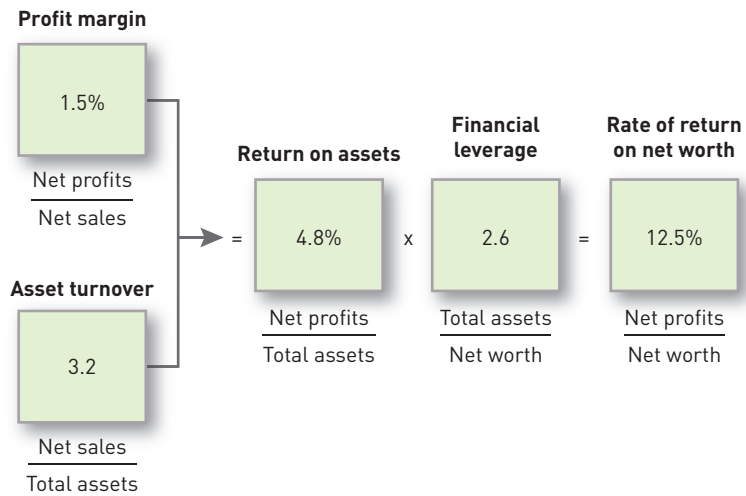 Profit margin
1.5%
Net profits
Net sales
Asset turnover
3.2
Net sales
Total assets
=
Return on assets
4.8%
Net profits
Total assets
x
Financial
leverage
2.6
Total assets
Net worth
=
Rate of return
on net worth
12.5%
Net profits
Net worth